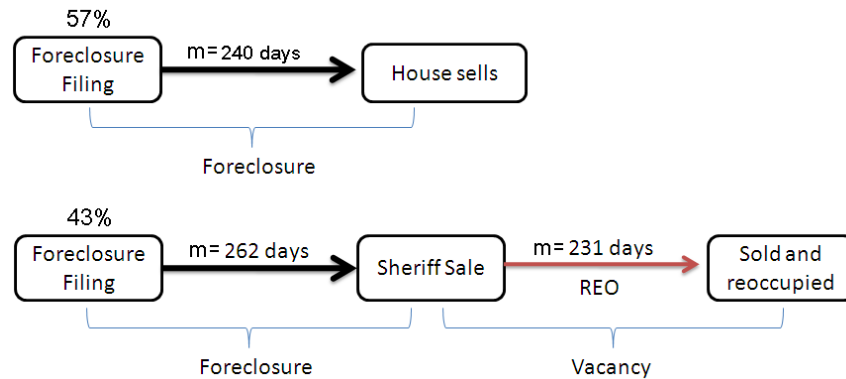 57%
Foreclosure
Filing
m= 240 days
House sells
Foreclosure
43%
Foreclosure
Filing
m= 262 days
Sheriff Sale
m= 231 days
REO
Sold and
reoccupied
Foreclosure
Vacancy